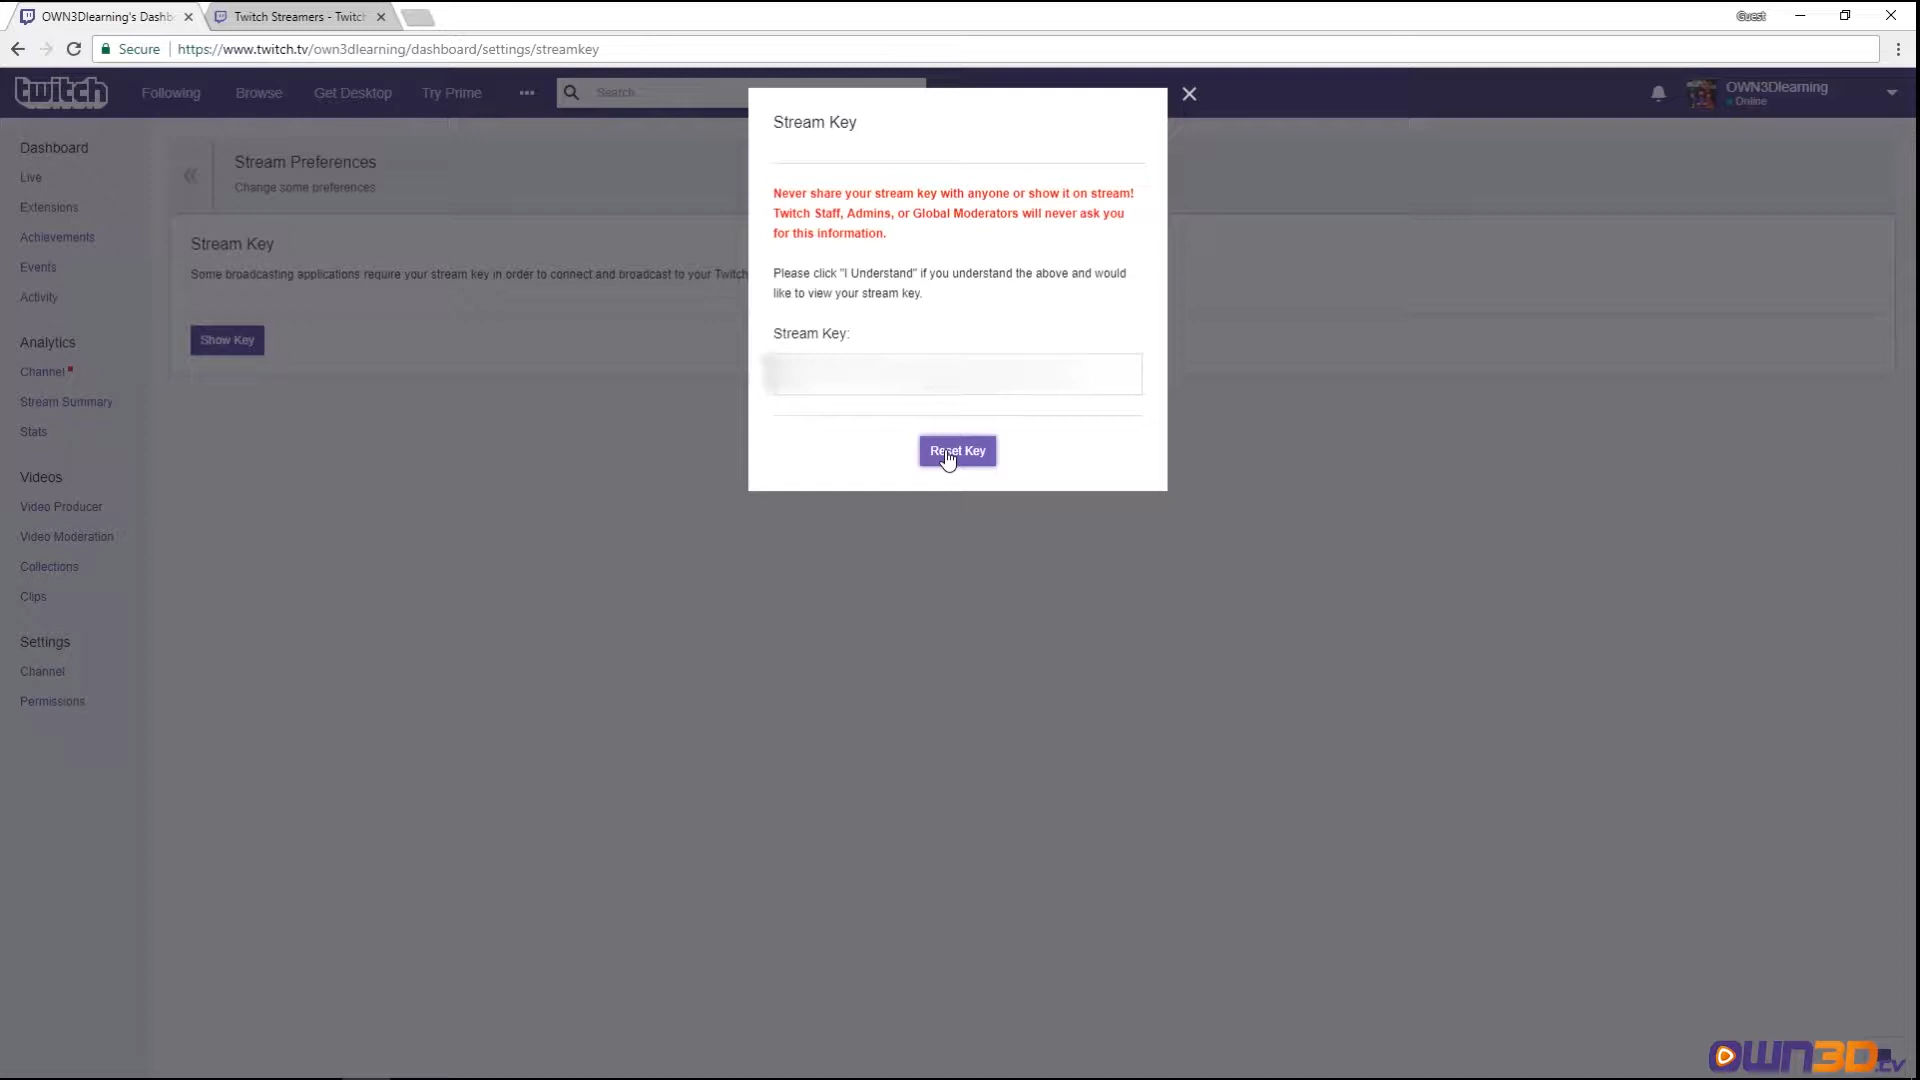 OWN3Dlearning's Dashb
Twitch Streamers - Twitc
Guest
Secure
https://www.twitch.tv/own3dlearning/dashboard/settings/streamkey
twitch
Following
Browse
Get Desktop
Try Prime
Search...
OWN3Dlearning
Online
Dashboard
Live
Extensions
Achievements
Events
Activity
Analytics
Channel
Stream Summary
Stats
Videos
Video Producer
Video Moderation
Collections
Clips
Settings
Channel
Permissions
Stream Preferences
Change some preferences
Stream Key
Some broadcasting applications require your stream key in order to connect and broadcast to your Twitch
Show Key
Stream Key
Never share your stream key with anyone or show it on stream!
Twitch Staff, Admins, or Global Moderators will never ask you
for this information.
Please click "I Understand" if you understand the above and would
like to view your stream key.
Stream Key:
Reset Key
OWN3D.tv